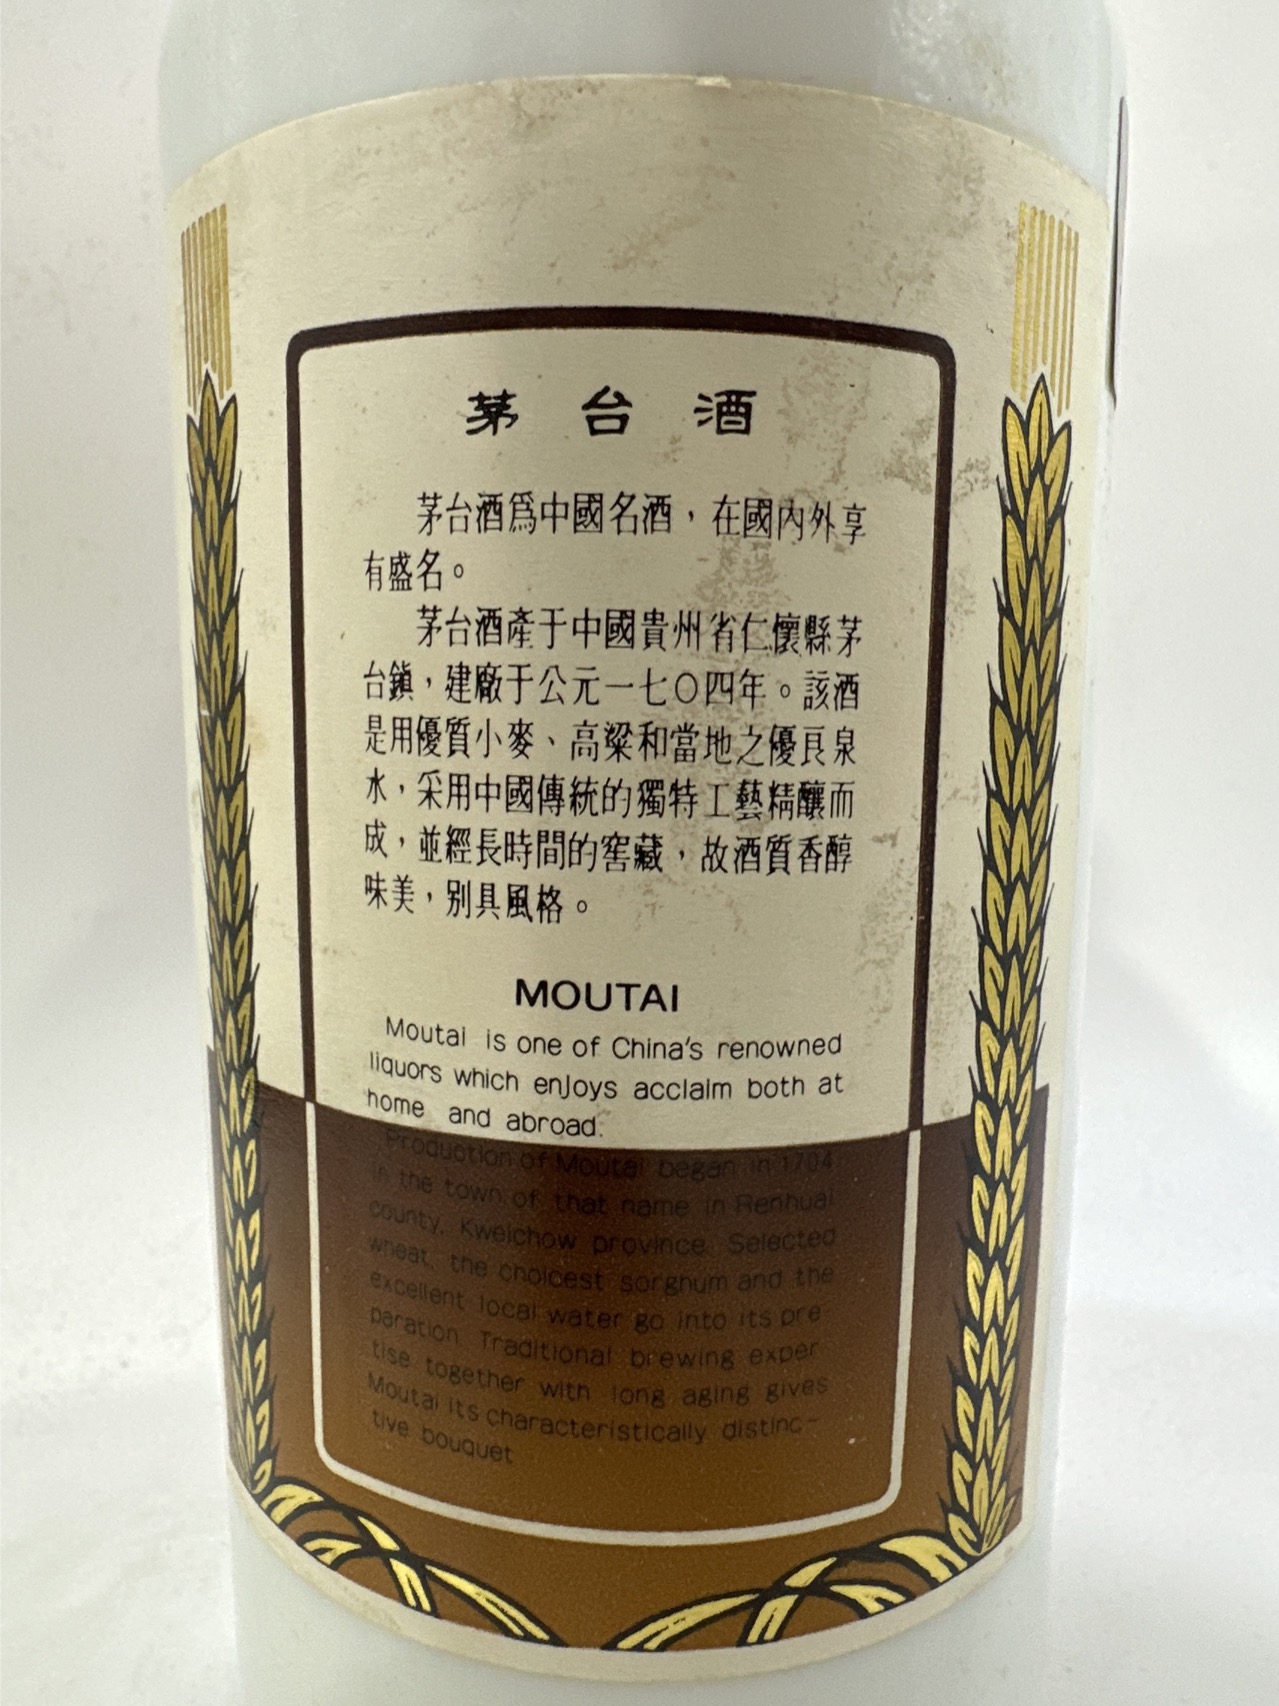 茅台酒
茅台酒爲中國名酒，在國內外享
有盛名。
茅台酒產于中國貴州省仁懷縣茅
台鎮，建廠于公元一七〇四年。該酒
是用優質小麥、高粱和當地之優良泉
水，采用中國傳統的獨特工藝精釀而
成，並經長時間的窖藏，故酒質香醇
味美，别具風格。
MOUTAI
Moutai is one of China's renowned
liquors which enjoys acclaim both at
home and abroad.
Production of Moutai began in 1704
in the town of that name in Renhuai
county, Kweichow province. Selected
wheat, the choicest sorghum and the
excellent local water go into its pre-
paration. Traditional brewing exper-
tise together with long aging gives
Moutai its characteristically distinc-
tive bouquet